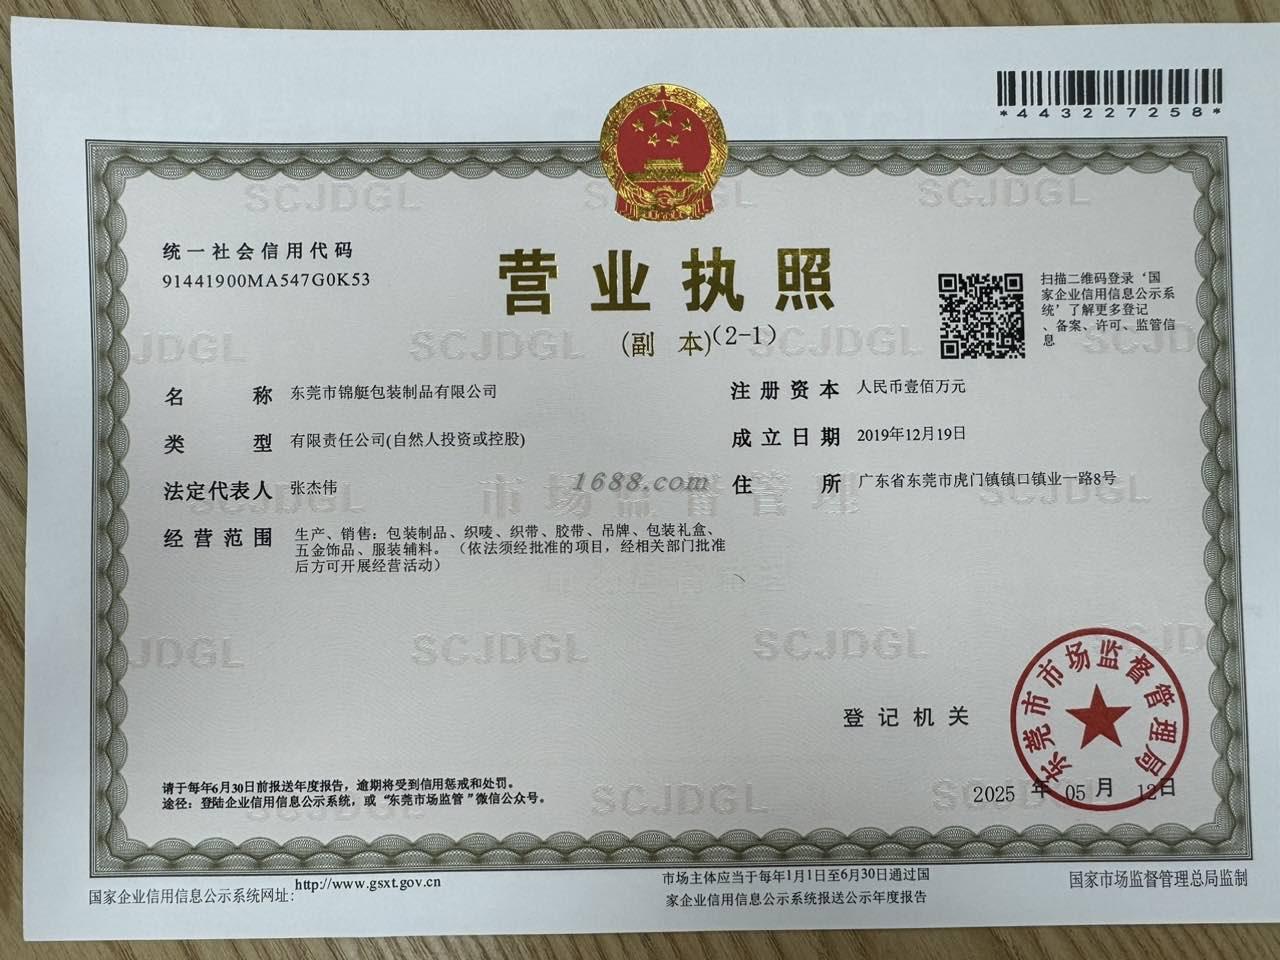 *443227258*
统一社会信用代码
91441900MA547G0K53
营业执照
(副 本)(2-1)
扫描二维码登录‘国
家企业信用信息公示系
统’了解更多登记
、备案、许可、监管信
息
名 称 东莞市锦艇包装制品有限公司
注册资本 人民币壹佰万元
类 型 有限责任公司(自然人投资或控股)
成立日期 2019年12月19日
法定代表人 张杰伟
住 所 广东省东莞市虎门镇镇口镇业一路8号
经营范围 生产、销售：包装制品、织唛、织带、胶带、吊牌、包装礼盒、
五金饰品、服装辅料。（依法须经批准的项目，经相关部门批准
后方可开展经营活动）
1688.com
SCJDGL
SCJDGL
JDGL
SCJDGL
SCJDGL
SCJD
市场监督管理
SCJDGL
JDGL
SCJDGL
SCJDGL
SCJDGL
登记机关
东莞市市场监督管理局
2025 年 05 月 12日
请于每年6月30日前报送年度报告，逾期将受到信用惩戒和处罚。
途径：登陆企业信用信息公示系统，或“东莞市场监管”微信公众号。
国家企业信用信息公示系统网址：http://www.gsxt.gov.cn
市场主体应当于每年1月1日至6月30日通过国
家企业信用信息公示系统报送公示年度报告
国家市场监督管理总局监制